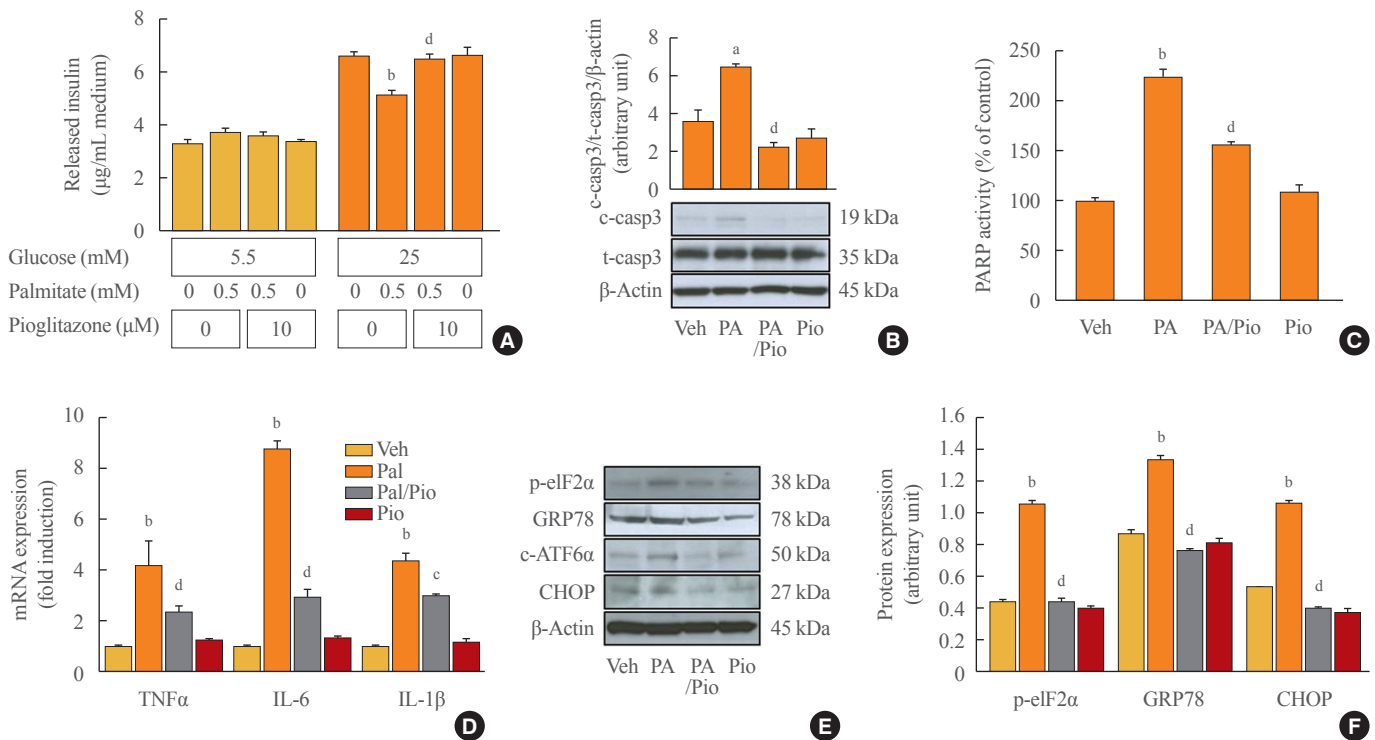 Released insulin
(μg/mL medium)
8
6
4
2
0
b
d
Glucose (mM)
5.5
25
Palmitate (mM)
0 0.5 0.5 0
0 0.5 0.5 0
Pioglitazone (μM)
0
10
0
10
A
c-casp3/t-casp3/β-actin
(arbitrary unit)
8
6
4
2
0
a
d
c-casp3
19 kDa
t-casp3
35 kDa
β-Actin
45 kDa
Veh PA PA Pio
/Pio
B
PARP activity (% of control)
250
200
150
100
50
0
b
d
Veh PA PA/Pio Pio
C
mRNA expression
(fold induction)
10
8
6
4
2
0
b
d
b
d
b
c
Veh
Pal
Pal/Pio
Pio
TNFα IL-6 IL-1β
D
p-elF2α
38 kDa
GRP78
78 kDa
c-ATF6α
50 kDa
CHOP
27 kDa
β-Actin
45 kDa
Veh PA PA Pio
/Pio
E
Protein expression
(arbitrary unit)
1.6
1.4
1.2
1.0
0.8
0.6
0.4
0.2
0
b
d
b
d
b
d
p-elF2α GRP78 CHOP
F